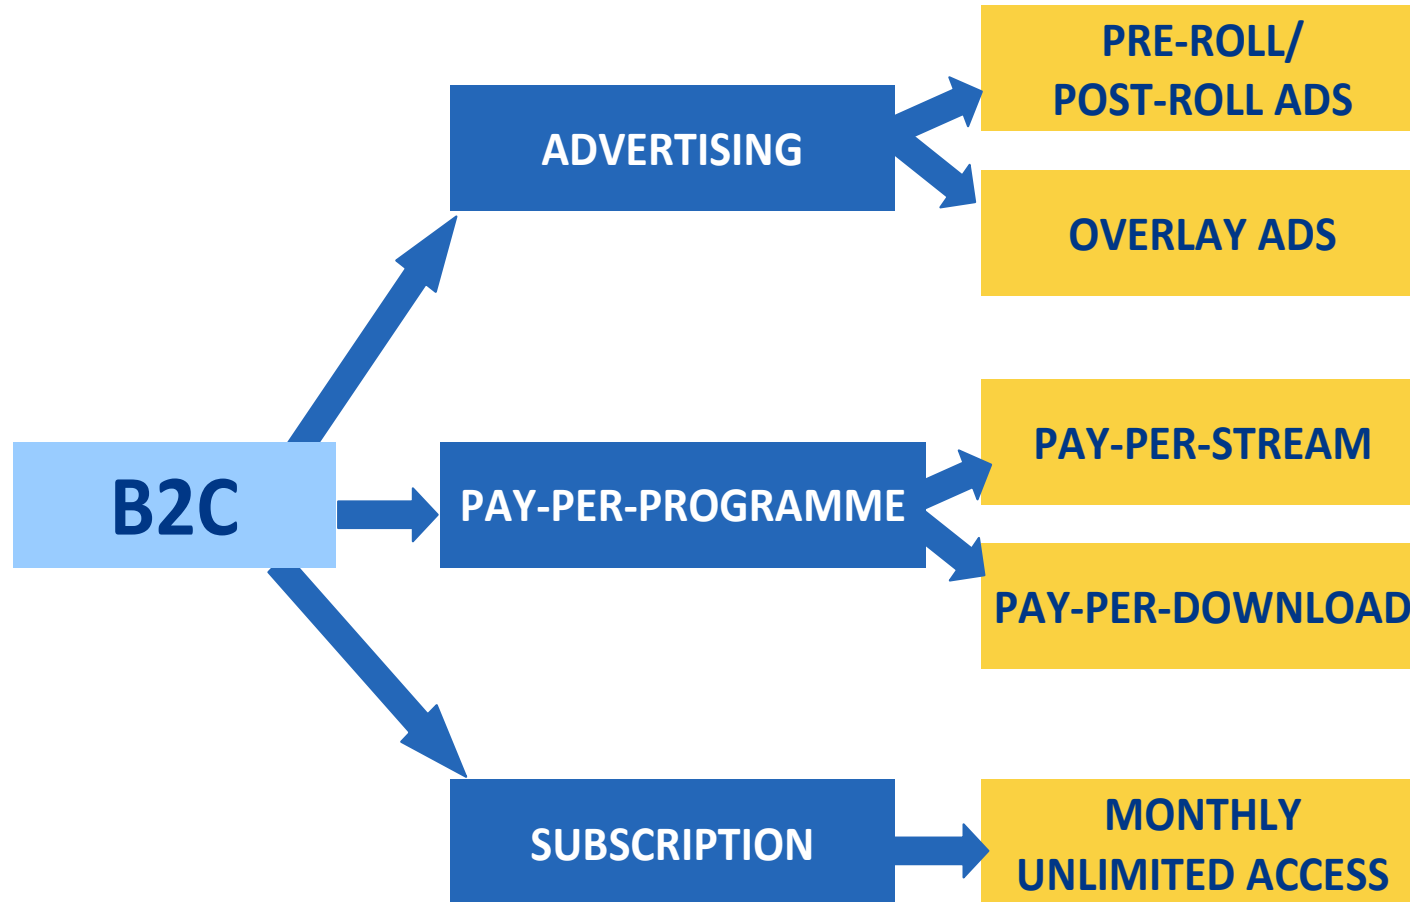 PRE-ROLL/
POST-ROLL ADS
ADVERTISING
OVERLAY ADS
PAY-PER-STREAM
B2C
PAY-PER-PROGRAMME
PAY-PER-DOWNLOAD
MONTHLY
SUBSCRIPTION
UNLIMITED ACCESS